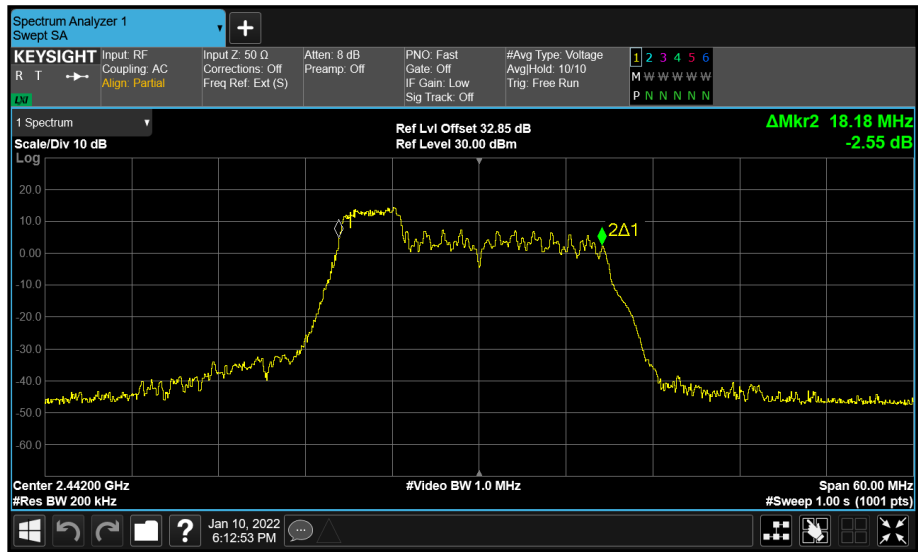 Spectrum Analyzer 1
Swept SA
+
KEYSIGHT
R T
LXI
Input: RF
Coupling: AC
Align: Partial
Input Z: 50 Ω
Corrections: Off
Freq Ref: Ext (S)
Atten: 8 dB
Preamp: Off
PNO: Fast
Gate: Off
IF Gain: Low
Sig Track: Off
#Avg Type: Voltage
Avg|Hold: 10/10
Trig: Free Run
1 2 3 4 5 6
M W W W W W
P N N N N N
1 Spectrum
Scale/Div 10 dB
Ref Lvl Offset 32.85 dB
Ref Level 30.00 dBm
ΔMkr2 18.18 MHz
-2.55 dB
Log
20.0
10.0
0.00
-10.0
-20.0
-30.0
-40.0
-50.0
-60.0
2Δ1
Center 2.44200 GHz
#Res BW 200 kHz
#Video BW 1.0 MHz
Span 60.00 MHz
#Sweep 1.00 s (1001 pts)
?
Jan 10, 2022
6:12:53 PM